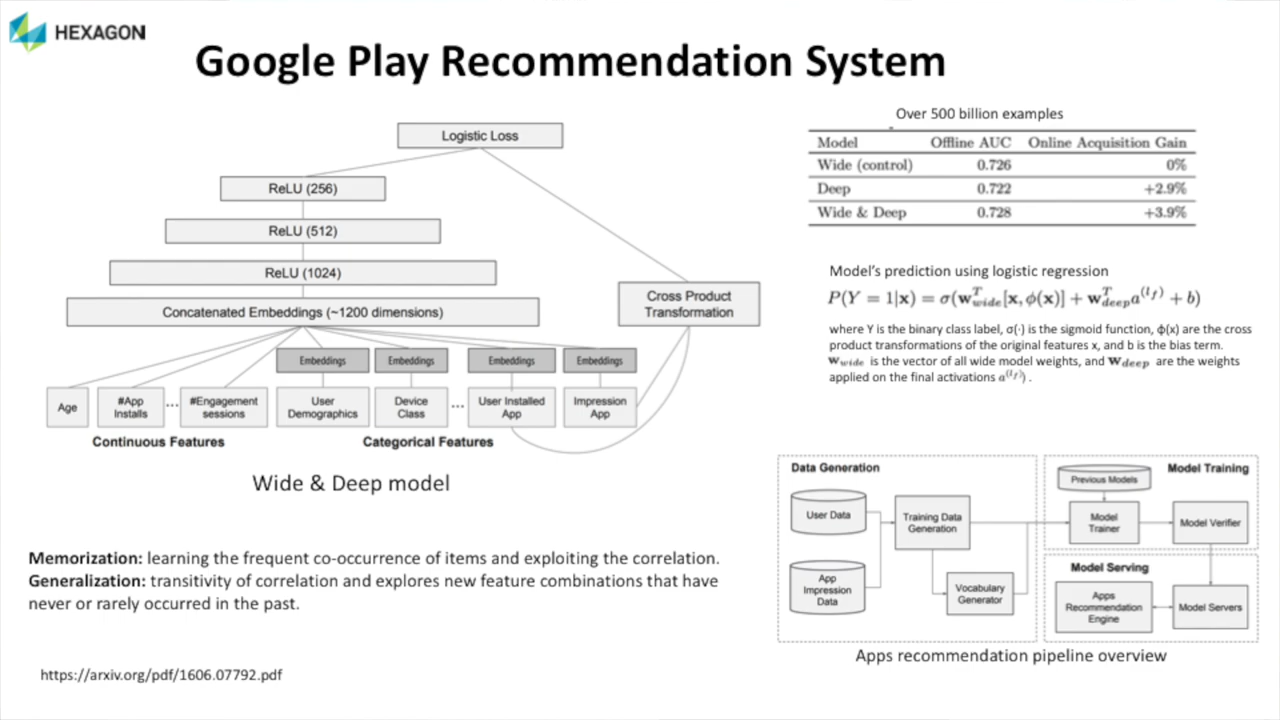 HEXAGON
Google Play Recommendation System
Logistic Loss
ReLU (256)
ReLU (512)
ReLU (1024)
Concatenated Embeddings (~1200 dimensions)
Cross Product
Transformation
Embeddings
Embeddings
Embeddings
Embeddings
Age
#App
Installs
...
#Engagement
sessions
User
Demographics
Device
Class
...
User Installed
App
Impression
App
Continuous Features
Categorical Features
Wide & Deep model
Memorization: learning the frequent co-occurrence of items and exploiting the correlation.
Generalization: transitivity of correlation and explores new feature combinations that have
never or rarely occurred in the past.
https://arxiv.org/pdf/1606.07792.pdf
Over 500 billion examples
Model Offline AUC Online Acquisition Gain
Wide (control) 0.726 0%
Deep 0.722 +2.9%
Wide & Deep 0.728 +3.9%
Model's prediction using logistic regression
P(Y = 1|x) = σ(w^T_{wide}[x, ϕ(x)] + w^T_{deep}a^{(l_f)} + b)
where Y is the binary class label, σ(·) is the sigmoid function, ϕ(x) are the cross
product transformations of the original features x, and b is the bias term.
w_{wide} is the vector of all wide model weights, and w_{deep} are the weights
applied on the final activations a^{(l_f)}) .
Data Generation
User Data
App
Impression
Data
Training Data
Generation
Vocabulary
Generator
Model Training
Previous Models
Model
Trainer
Model Verifier
Model Serving
Apps
Recommendation
Engine
Model Servers
Apps recommendation pipeline overview